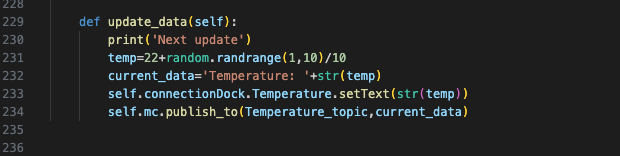 228
229 def update_data(self):
230 print('Next update')
231 temp=22+random.randrange(1,10)/10
232 current_data='Temperature: '+str(temp)
233 self.connectionDock.Temperature.setText(str(temp))
234 self.mc.publish_to(Temperature_topic,current_data)
235
236